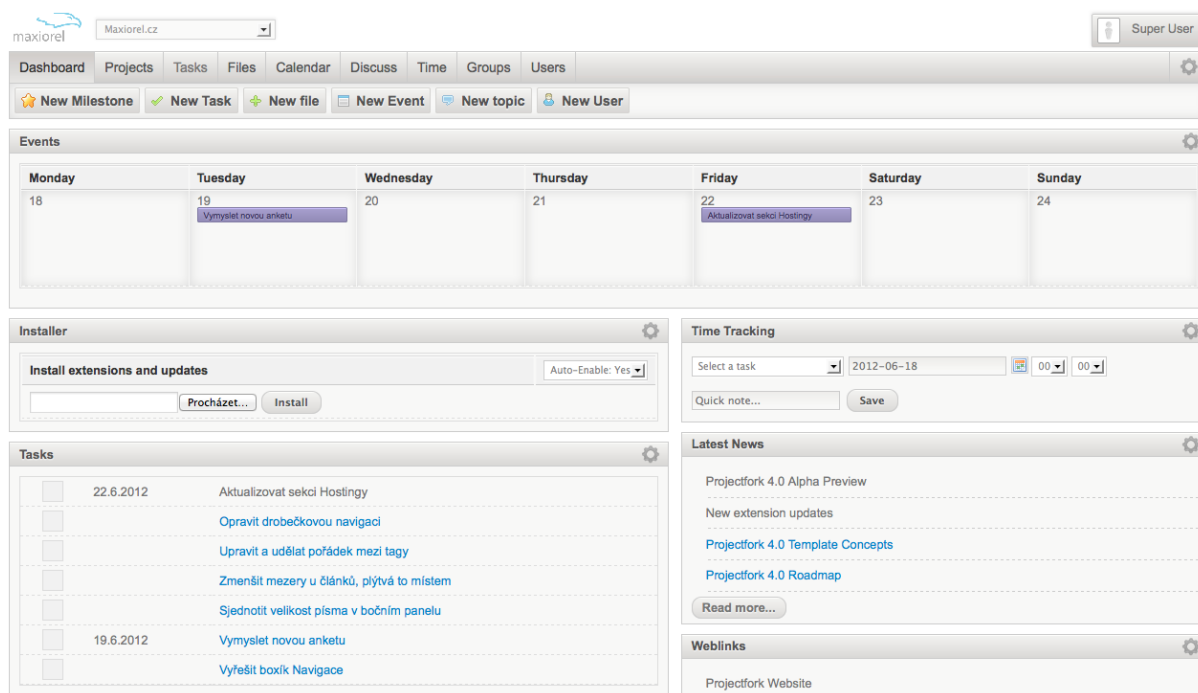 maxiorel
Maxiorel.cz
Super User
Dashboard Projects Tasks Files Calendar Discuss Time Groups Users
New Milestone New Task New file New Event New topic New User
Events
Monday Tuesday Wednesday Thursday Friday Saturday Sunday
18 19 20 21 22 23 24
Vymyslet novou anketu Aktualizovat sekci Hostingy
Installer
Install extensions and updates Auto-Enable: Yes
Procházet... Install
Tasks
22.6.2012 Aktualizovat sekci Hostingy
Opravit drobečkovou navigaci
Upravit a udělat pořádek mezi tagy
Zmenšit mezery u článků, plýtvá to místem
Sjednotit velikost písma v bočním panelu
19.6.2012 Vymyslet novou anketu
Vyřešit boxík Navigace
Time Tracking
Select a task 2012-06-18 00 00
Quick note... Save
Latest News
Projectfork 4.0 Alpha Preview
New extension updates
Projectfork 4.0 Template Concepts
Projectfork 4.0 Roadmap
Read more...
Weblinks
Projectfork Website